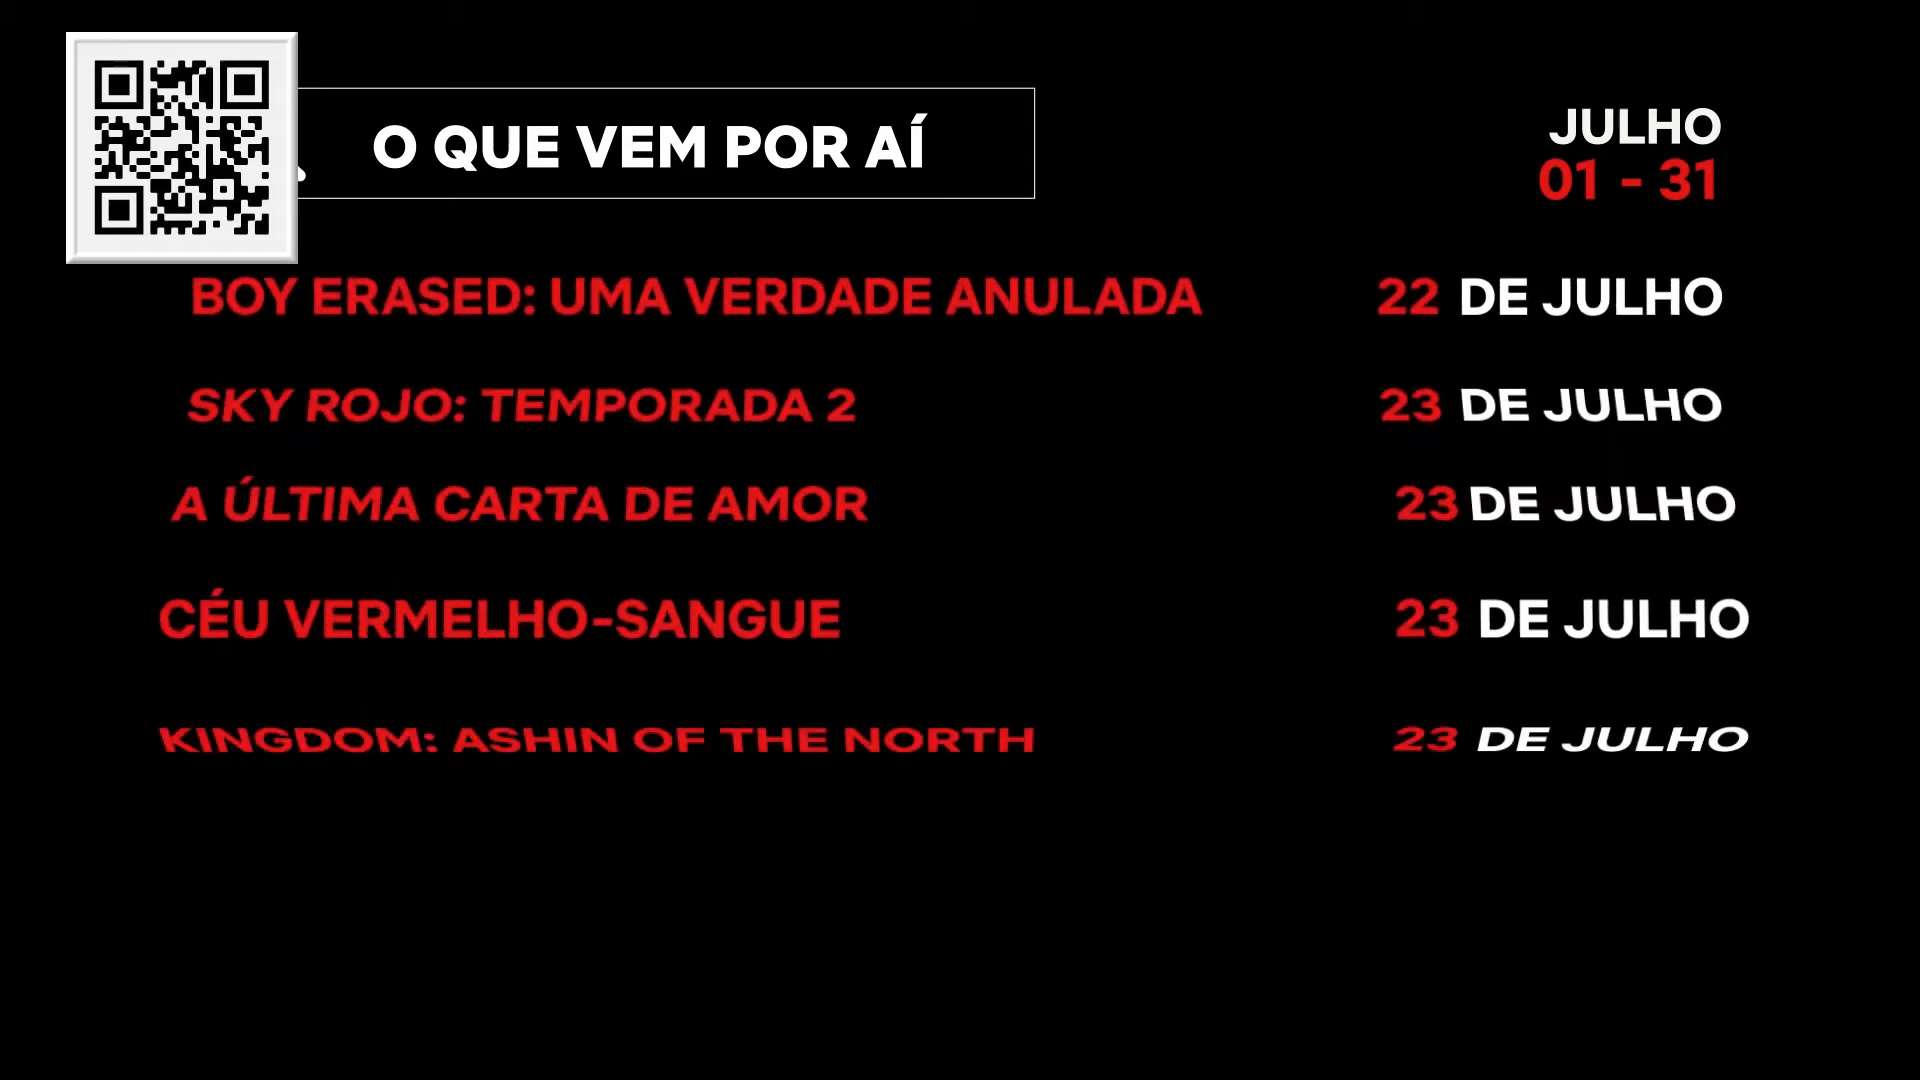 O QUE VEM POR AÍ
JULHO
01 - 31
BOY ERASED: UMA VERDADE ANULADA 22 DE JULHO
SKY ROJO: TEMPORADA 2 23 DE JULHO
A ÚLTIMA CARTA DE AMOR 23 DE JULHO
CÉU VERMELHO-SANGUE 23 DE JULHO
KINGDOM: ASHIN OF THE NORTH 23 DE JULHO